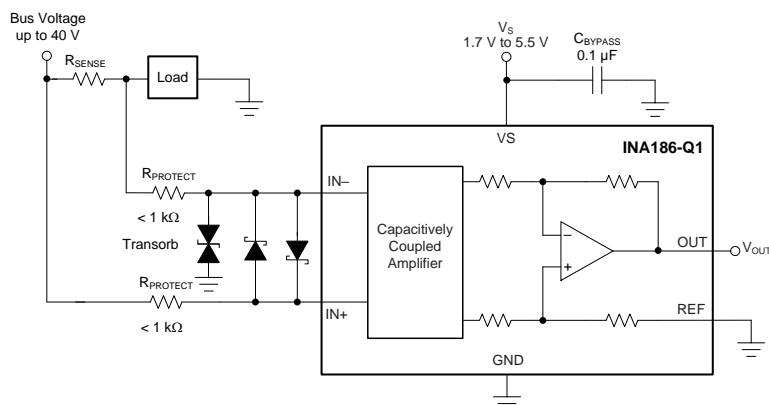 Bus Voltage
up to 40 V
RSENSE
Load
VS
1.7 V to 5.5 V
CBYPASS
0.1 µF
VS
INA186-Q1
RPROTECT
< 1 kΩ
Transorb
IN–
Capacitively
Coupled
Amplifier
–
+
OUT
VOUT
RPROTECT
< 1 kΩ
IN+
REF
GND